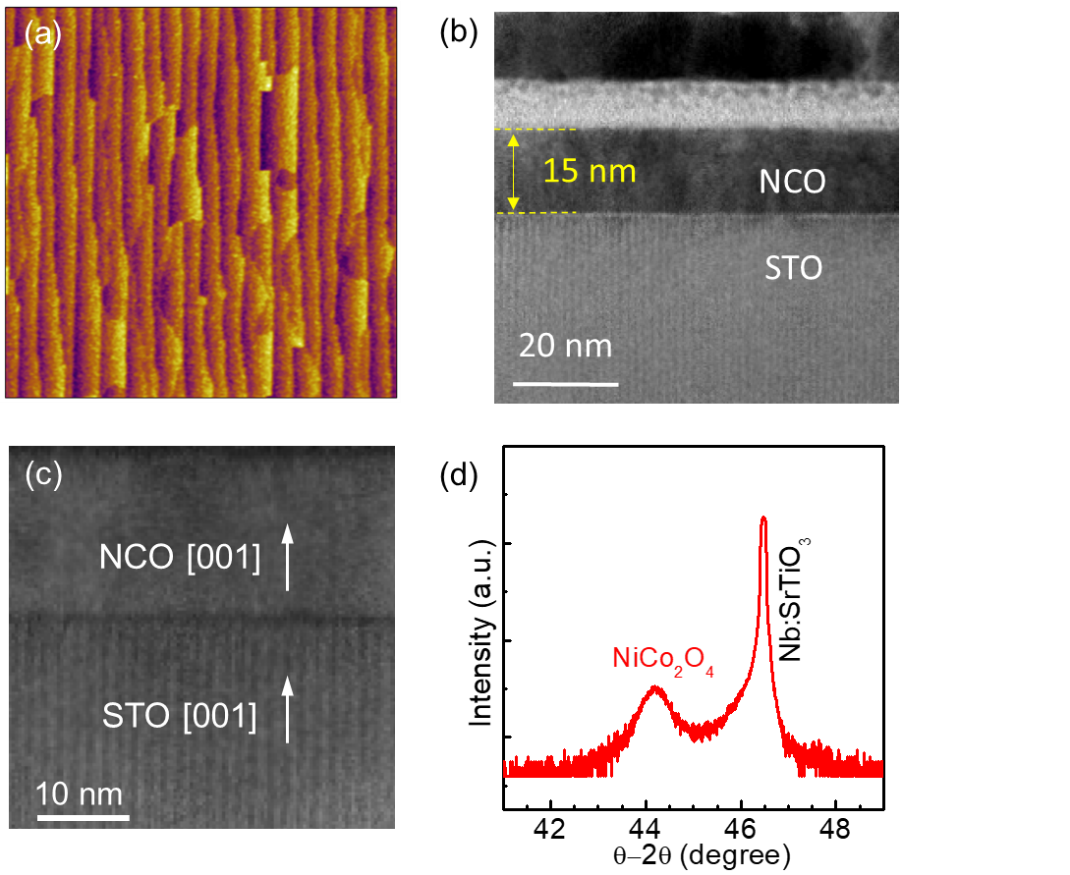 (a)
(b)
15 nm
NCO
STO
20 nm
(c)
NCO [001]
STO [001]
10 nm
(d)
Intensity (a.u.)
NiCo₂O₄
Nb:SrTiO₃
42 44 46 48
θ–2θ (degree)